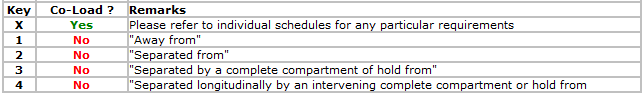 Key Co-Load ? Remarks
X Yes Please refer to individual schedules for any particular requirements
1 No "Away from"
2 No "Separated from"
3 No "Separated by a complete compartment of hold from"
4 No "Separated longitudinally by an intervening complete compartment or hold from